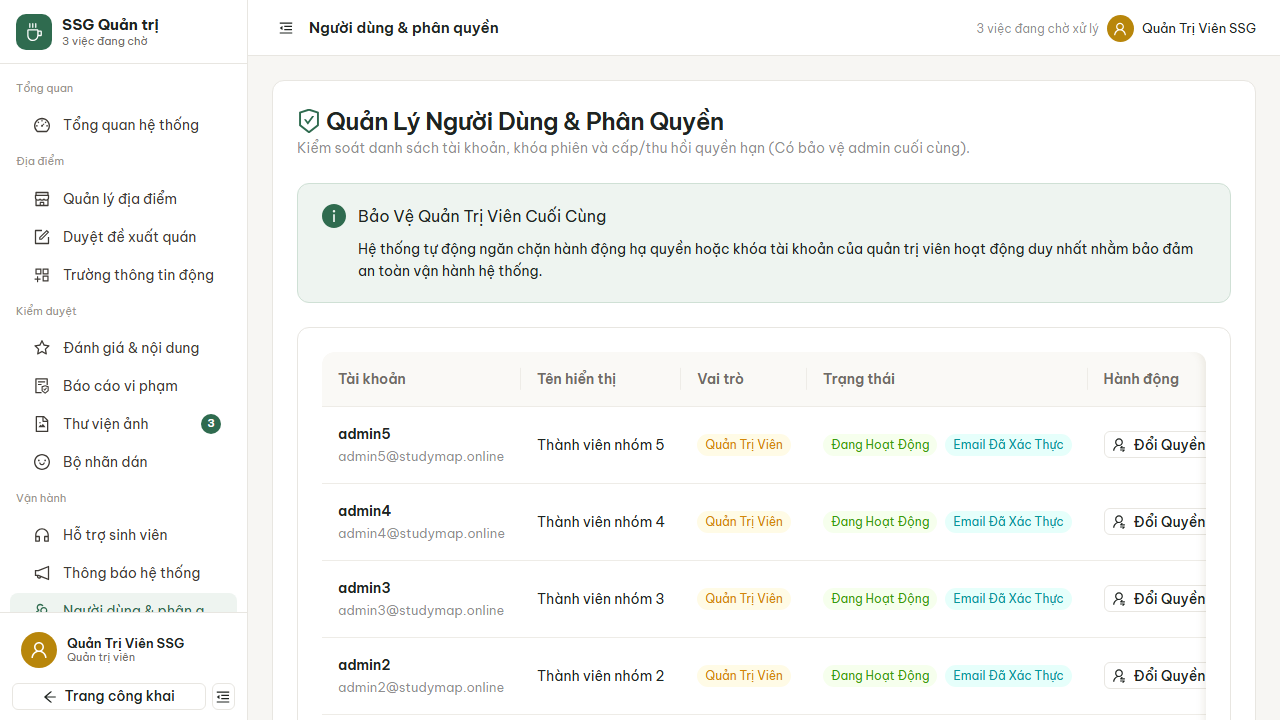 SSG Quản trị
3 việc đang chờ
Tổng quan
Tổng quan hệ thống
Địa điểm
Quản lý địa điểm
Duyệt đề xuất quán
Trường thông tin động
Kiểm duyệt
Đánh giá & nội dung
Báo cáo vi phạm
Thư viện ảnh
3
Bộ nhãn dán
Vận hành
Hỗ trợ sinh viên
Thông báo hệ thống
Người dùng & phân q
Quản Trị Viên SSG
Quản trị viên
Trang công khai
Người dùng & phân quyền
3 việc đang chờ xử lý
Quản Trị Viên SSG
Quản Lý Người Dùng & Phân Quyền
Kiểm soát danh sách tài khoản, khóa phiên và cấp/thu hồi quyền hạn (Có bảo vệ admin cuối cùng).
Bảo Vệ Quản Trị Viên Cuối Cùng
Hệ thống tự động ngăn chặn hành động hạ quyền hoặc khóa tài khoản của quản trị viên hoạt động duy nhất nhằm bảo đảm
an toàn vận hành hệ thống.
Tài khoản Tên hiển thị Vai trò Trạng thái Hành động
admin5
admin5@studymap.online
Thành viên nhóm 5 Quản Trị Viên Đang Hoạt Động Email Đã Xác Thực Đổi Quyền
admin4
admin4@studymap.online
Thành viên nhóm 4 Quản Trị Viên Đang Hoạt Động Email Đã Xác Thực Đổi Quyền
admin3
admin3@studymap.online
Thành viên nhóm 3 Quản Trị Viên Đang Hoạt Động Email Đã Xác Thực Đổi Quyền
admin2
admin2@studymap.online
Thành viên nhóm 2 Quản Trị Viên Đang Hoạt Động Email Đã Xác Thực Đổi Quyền